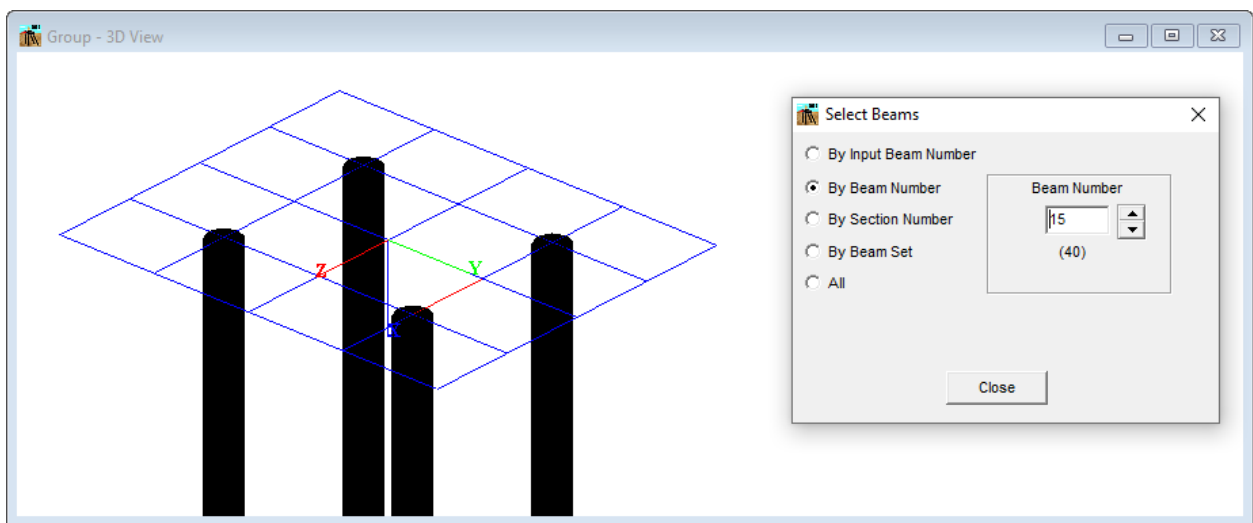 Group - 3D View
Select Beams
By Input Beam Number
By Beam Number
Beam Number
By Section Number
15
By Beam Set
(40)
All
Close
Z
Y
X